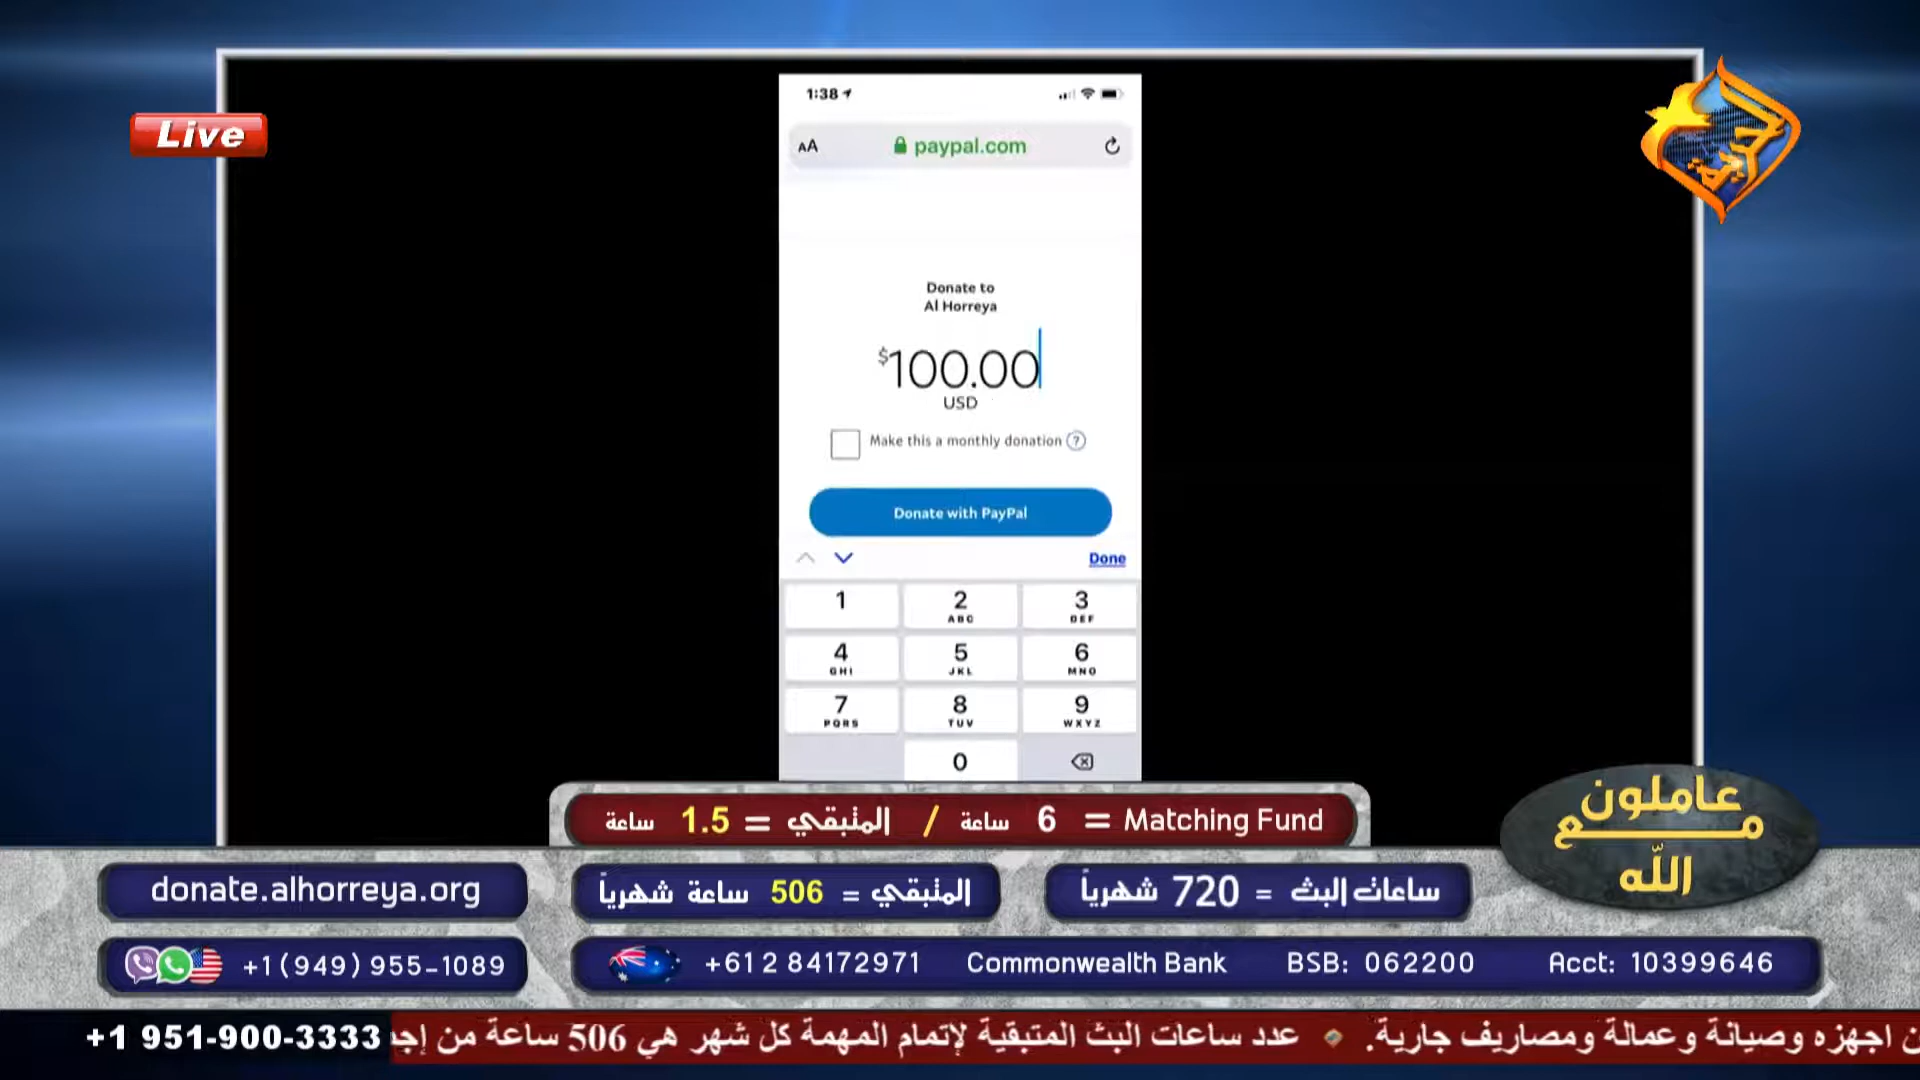 Live
الحرية
1:38
AA paypal.com
Donate to
Al Horreya
$100.00
USD
Make this a monthly donation ?
Donate with PayPal
Done
1
2 ABC
3 DEF
4 GHI
5 JKL
6 MNO
7 PQRS
8 TUV
9 WXYZ
0
Matching Fund = 6 ساعة / المتبقي = 1.5 ساعة
عاملون
مع
الله
ساعات البث = 720 شهرياً
المتبقي = 506 ساعة شهرياً
donate.alhorreya.org
+1(949) 955-1089
+61 2 84172971 Commonwealth Bank BSB: 062200 Acct: 10399646
+1 951-900-3333
ن اجهزه وصيانة وعمالة ومصاريف جارية. عدد ساعات البث المتبقية لإتمام المهمة كل شهر هي 506 ساعة من